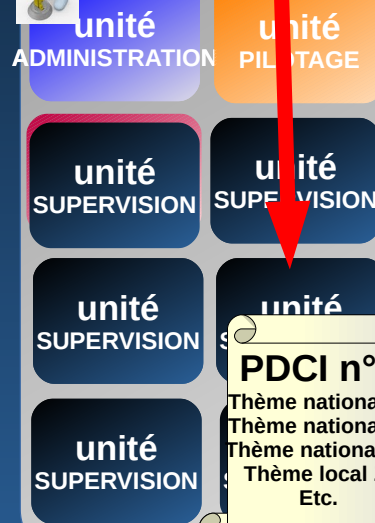 unité
ADMINISTRATION
unité
PILOTAGE
unité
SUPERVISION
unité
SUPERVISION
unité
SUPERVISION
unité
unité
SUPERVISION
PDCI n°
Thème nationa
Thème nationa
Thème nationa
Thème local
Etc.